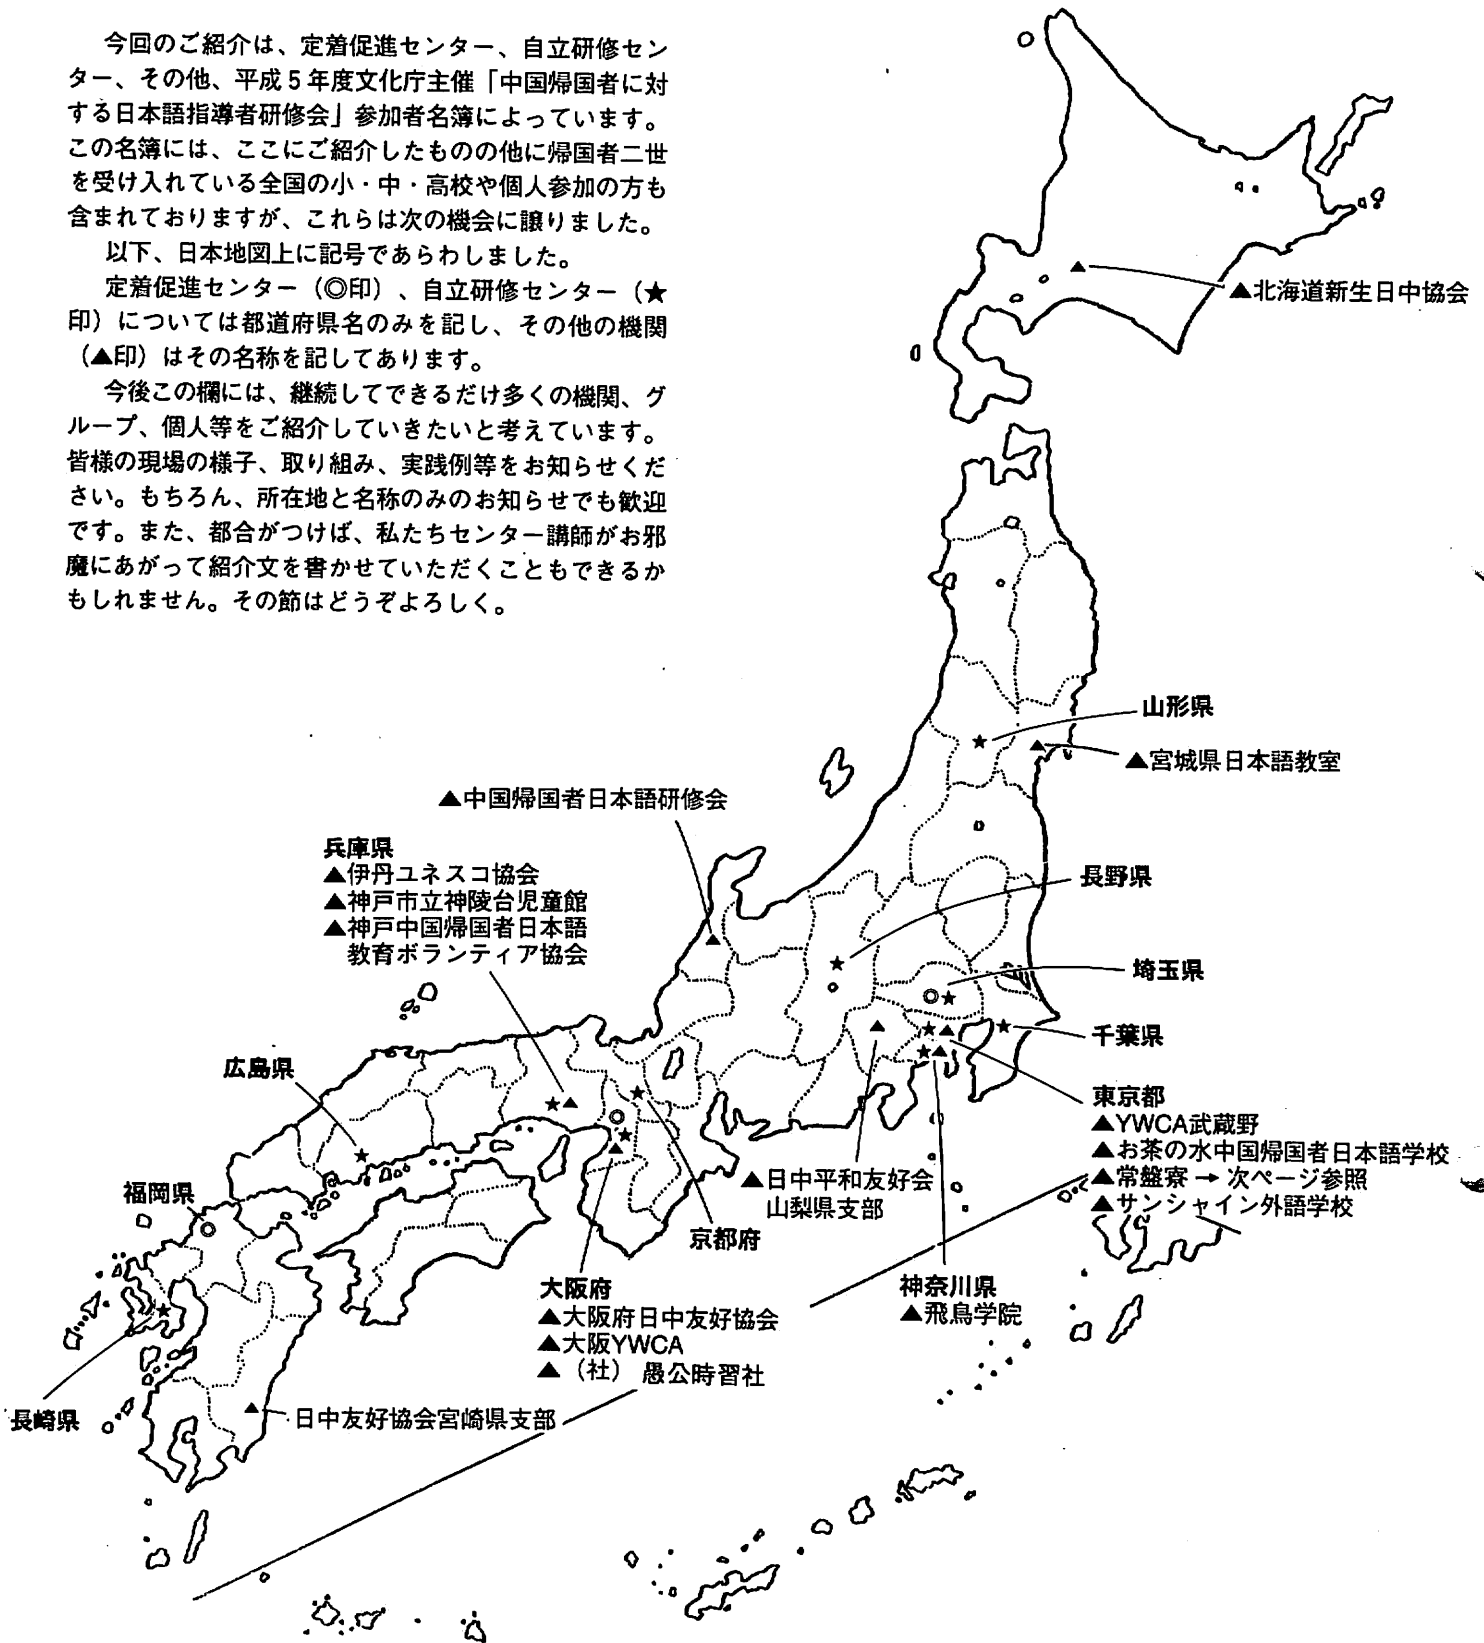 今回のご紹介は、定着促進センター、自立研修セン
ター、その他、平成5年度文化庁主催「中国帰国者に対
する日本語指導者研修会」参加者名簿によっています。
この名簿には、ここにご紹介したものの他に帰国者二世
を受け入れている全国の小・中・高校や個人参加の方も
含まれておりますが、これらは次の機会に譲りました。
以下、日本地図上に記号であらわしました。
定着促進センター（◎印）、自立研修センター（★
印）については都道府県名のみを記し、その他の機関
（▲印）はその名称を記してあります。
今後この欄には、継続してできるだけ多くの機関、グ
ループ、個人等をご紹介していきたいと考えています。
皆様の現場の様子、取り組み、実践例等をお知らせくだ
さい。もちろん、所在地と名称のみのお知らせでも歓迎
です。また、都合がつけば、私たちセンター講師がお邪
魔にあがって紹介文を書かせていただくこともできるか
もしれません。その節はどうぞよろしく。
▲北海道新生日中協会
山形県
▲宮城県日本語教室
▲中国帰国者日本語研修会
兵庫県
▲伊丹ユネスコ協会
▲神戸市立神陵台児童館
▲神戸中国帰国者日本語
教育ボランティア協会
長野県
埼玉県
千葉県
広島県
東京都
▲YWCA武蔵野
▲お茶の水中国帰国者日本語学校
▲常盤寮→次ページ参照
▲サンシャイン外語学校
▲日中平和友好会
山梨県支部
福岡県
京都府
大阪府
▲大阪府日中友好協会
▲大阪YWCA
▲（社）愚公時習社
神奈川県
▲飛鳥学院
長崎県
日中友好協会宮崎県支部